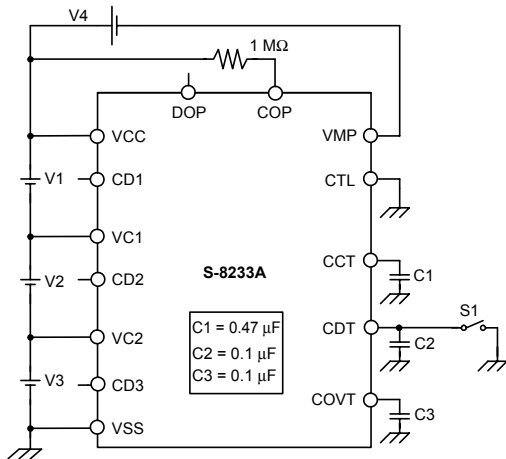 V4
1 MΩ
DOP
COP
VCC
VMP
V1
CD1
CTL
VC1
V2
CD2
S-8233A
CCT
C1
S1
C1 = 0.47 µF
C2 = 0.1 µF
C3 = 0.1 µF
VC2
CDT
C2
V3
CD3
COVT
C3
VSS